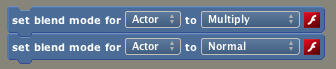 set blend mode for Actor to Multiply
set blend mode for Actor to Normal